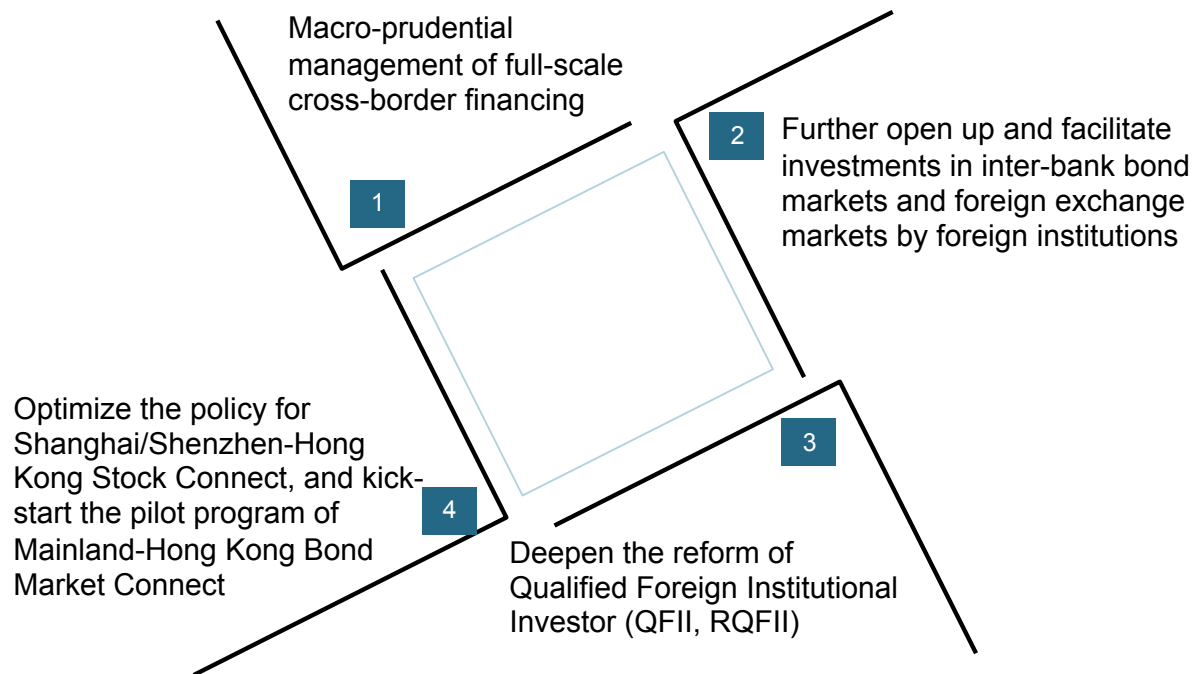 Macro-prudential
management of full-scale
cross-border financing
1
2
Further open up and facilitate
investments in inter-bank bond
markets and foreign exchange
markets by foreign institutions
3
Deepen the reform of
Qualified Foreign Institutional
Investor (QFII, RQFII)
4
Optimize the policy for
Shanghai/Shenzhen-Hong
Kong Stock Connect, and kick-
start the pilot program of
Mainland-Hong Kong Bond
Market Connect